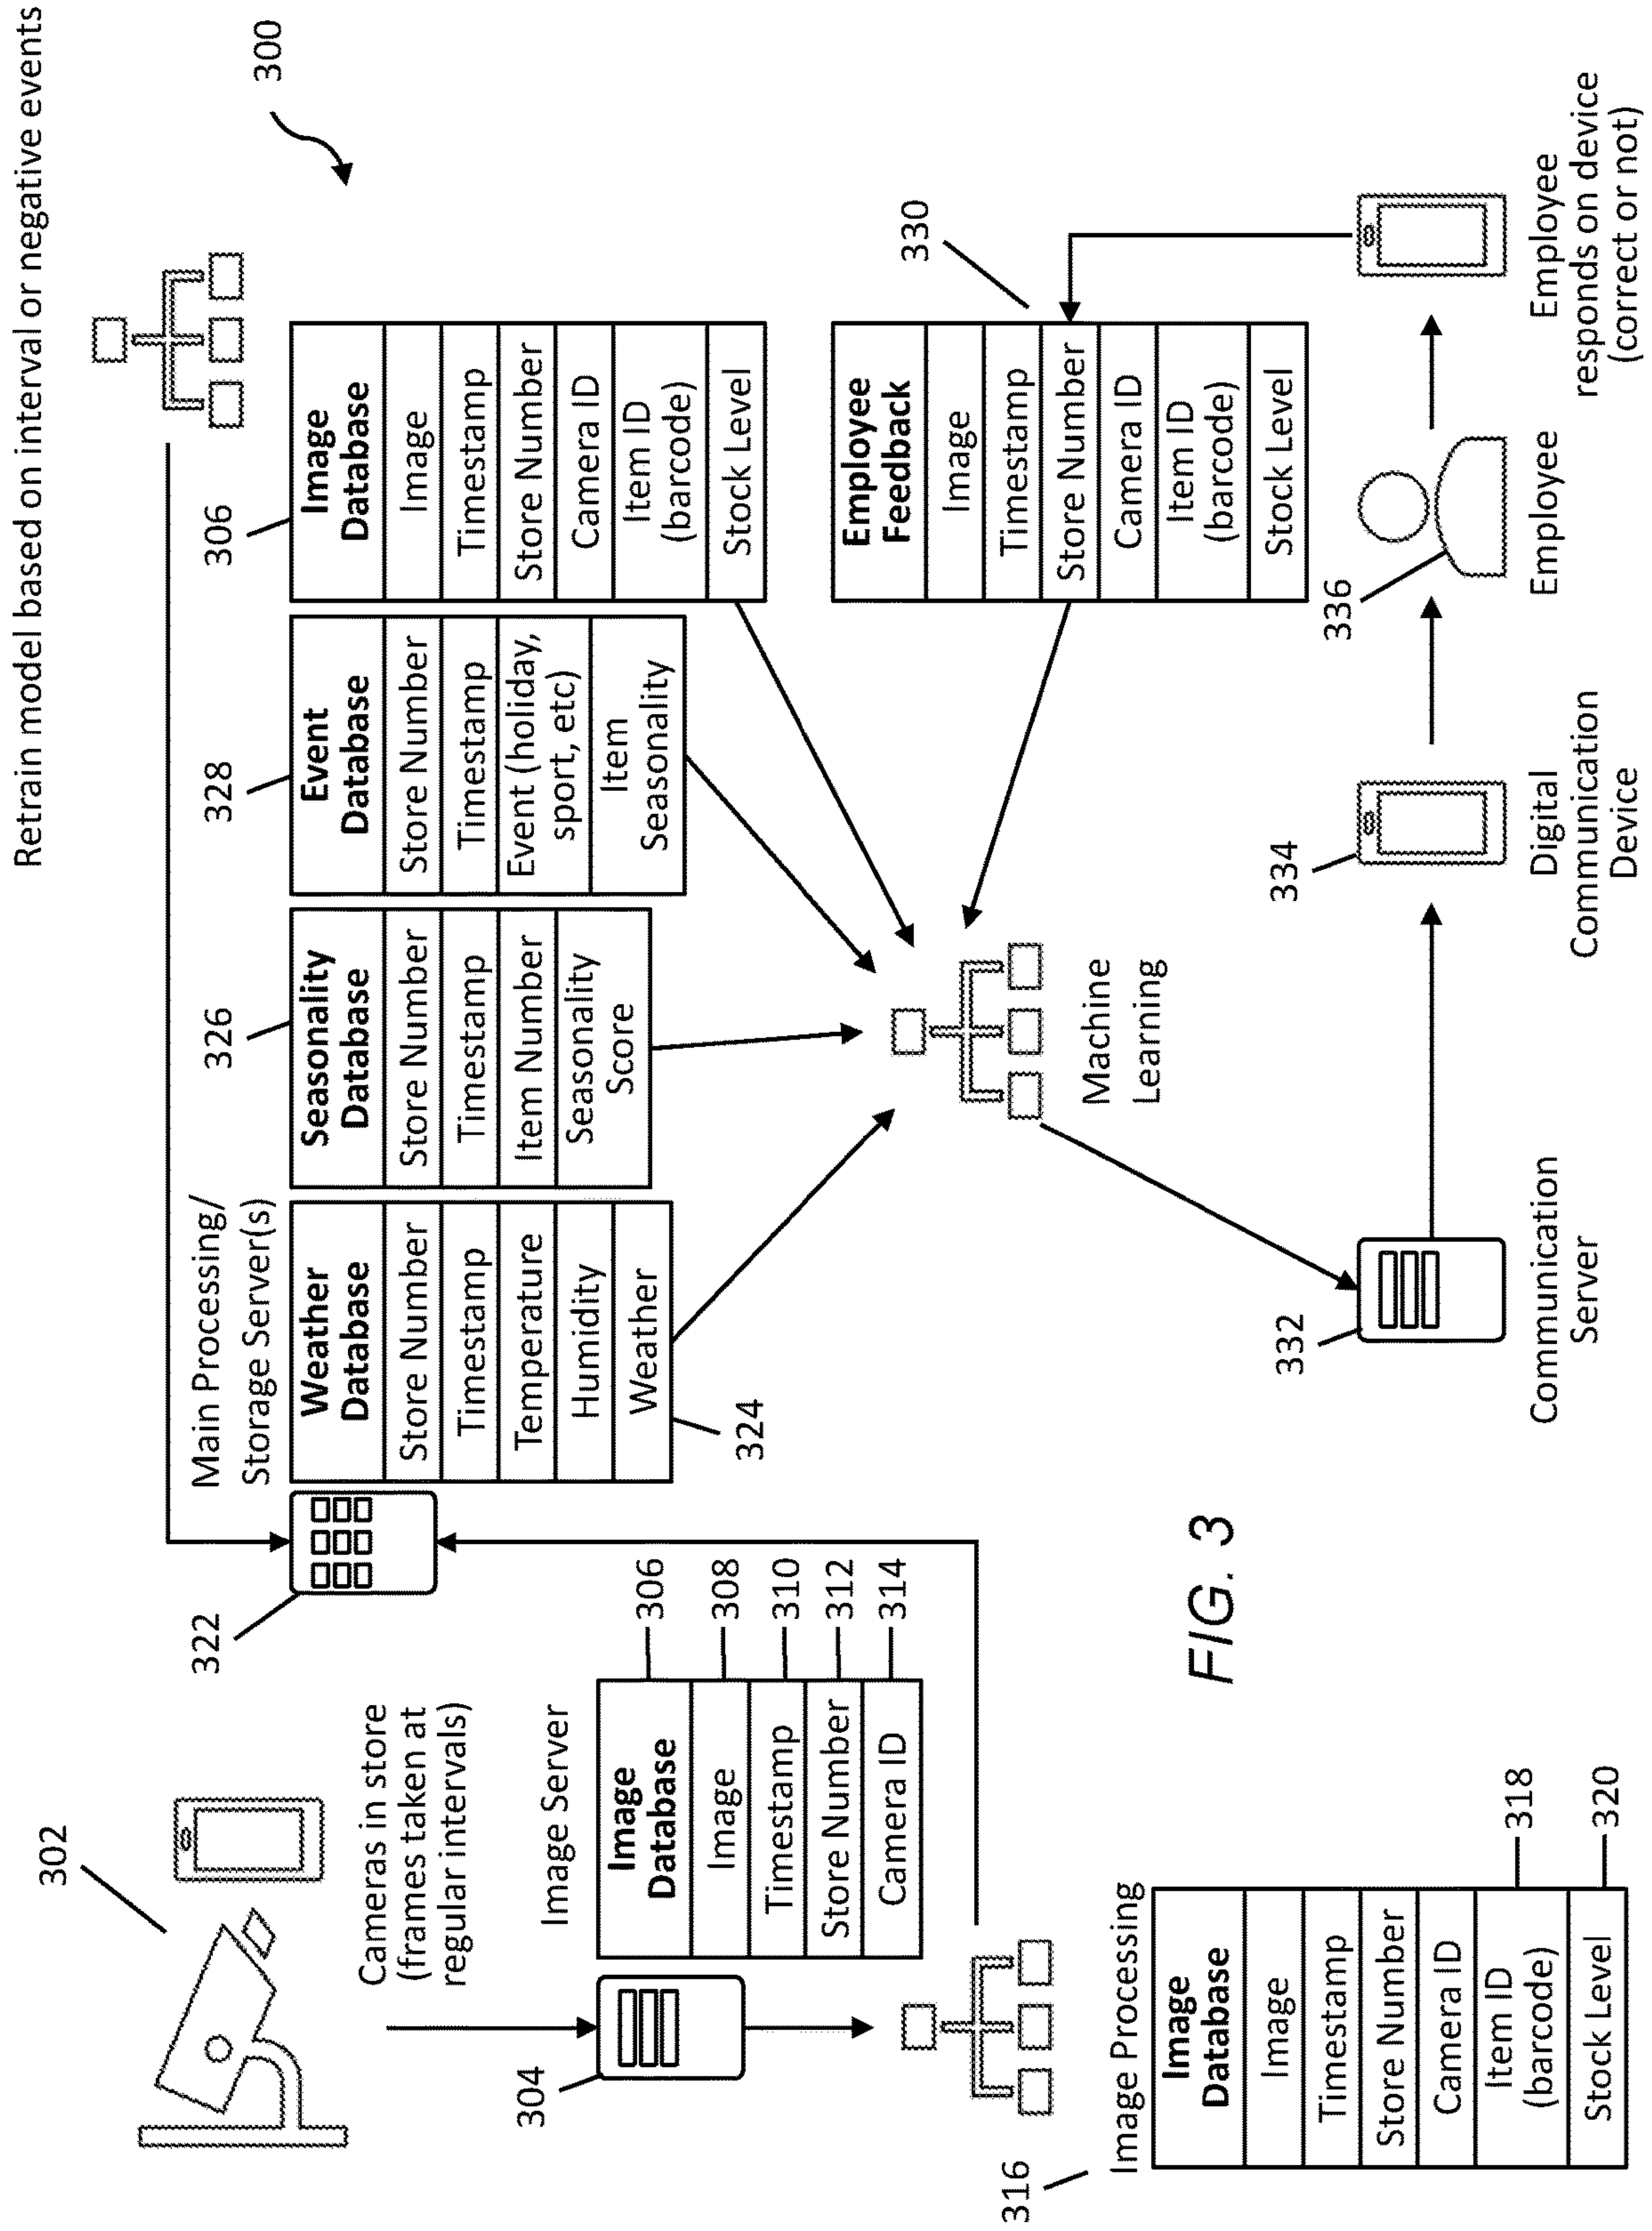 Retrain model based on interval or negative events
300
302
Cameras in store
(frames taken at
regular intervals)
304
Image Server
Image
Database
Image
Timestamp
Store Number
Camera ID
306
308
310
312
314
316
Image Processing
Image
Database
Image
Timestamp
Store Number
Camera ID
Item ID
(barcode)
Stock Level
318
320
322
Main Processing/
Storage Server(s)
Weather
Database
Store Number
Timestamp
Temperature
Humidity
Weather
324
326
Seasonality
Database
Store Number
Timestamp
Item Number
Seasonality
Score
328
Event
Database
Store Number
Timestamp
Event (holiday,
sport, etc)
Item
Seasonality
306
Image
Database
Image
Timestamp
Store Number
Camera ID
Item ID
(barcode)
Stock Level
Machine
Learning
330
Employee
Feedback
Image
Timestamp
Store Number
Camera ID
Item ID
(barcode)
Stock Level
332
Communication
Server
334
Digital
Communication
Device
336
Employee
Employee
responds on device
(correct or not)
FIG. 3